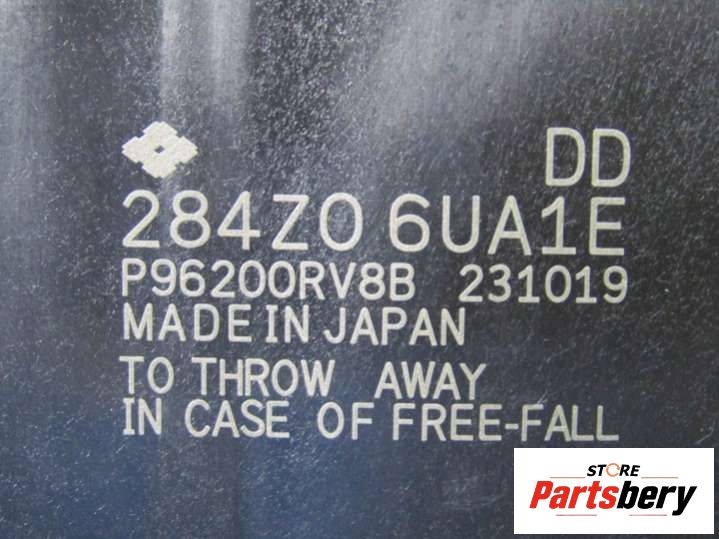 DD
284Z0 6UA1E
P96200RV8B 231019
MADE IN JAPAN
TO THROW AWAY
IN CASE OF FREE-FALL
STORE
Partsbery